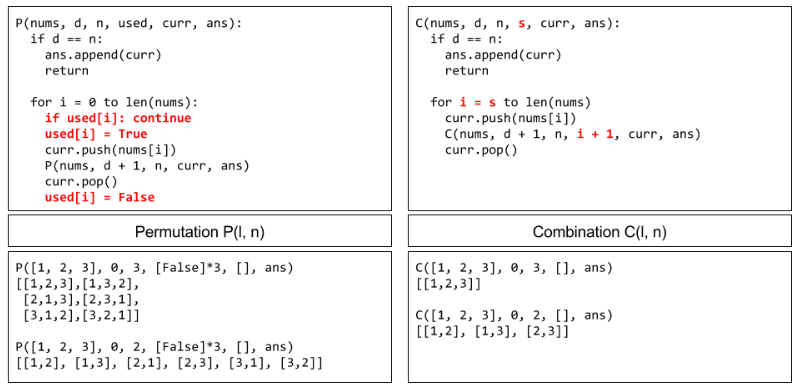 P(nums, d, n, used, curr, ans):
  if d == n:
    ans.append(curr)
    return

  for i = 0 to len(nums):
    if used[i]: continue
    used[i] = True
    curr.push(nums[i])
    P(nums, d + 1, n, curr, ans)
    curr.pop()
    used[i] = False
Permutation P(l, n)
P([1, 2, 3], 0, 3, [False]*3, [], ans)
[[1,2,3],[1,3,2],
 [2,1,3],[2,3,1],
 [3,1,2],[3,2,1]]

P([1, 2, 3], 0, 2, [False]*3, [], ans)
[[1,2], [1,3], [2,1], [2,3], [3,1], [3,2]]
C(nums, d, n, s, curr, ans):
  if d == n:
    ans.append(curr)
    return

  for i = s to len(nums)
    curr.push(nums[i])
    C(nums, d + 1, n, i + 1, curr, ans)
    curr.pop()
Combination C(l, n)
C([1, 2, 3], 0, 3, [], ans)
[[1,2,3]]

C([1, 2, 3], 0, 2, [], ans)
[[1,2], [1,3], [2,3]]